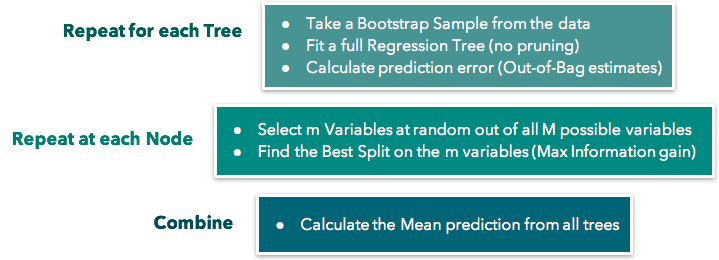 Repeat for each Tree
• Take a Bootstrap Sample from the data
• Fit a full Regression Tree (no pruning)
• Calculate prediction error (Out-of-Bag estimates)
Repeat at each Node
• Select m Variables at random out of all M possible variables
• Find the Best Split on the m variables (Max Information gain)
Combine
• Calculate the Mean prediction from all trees